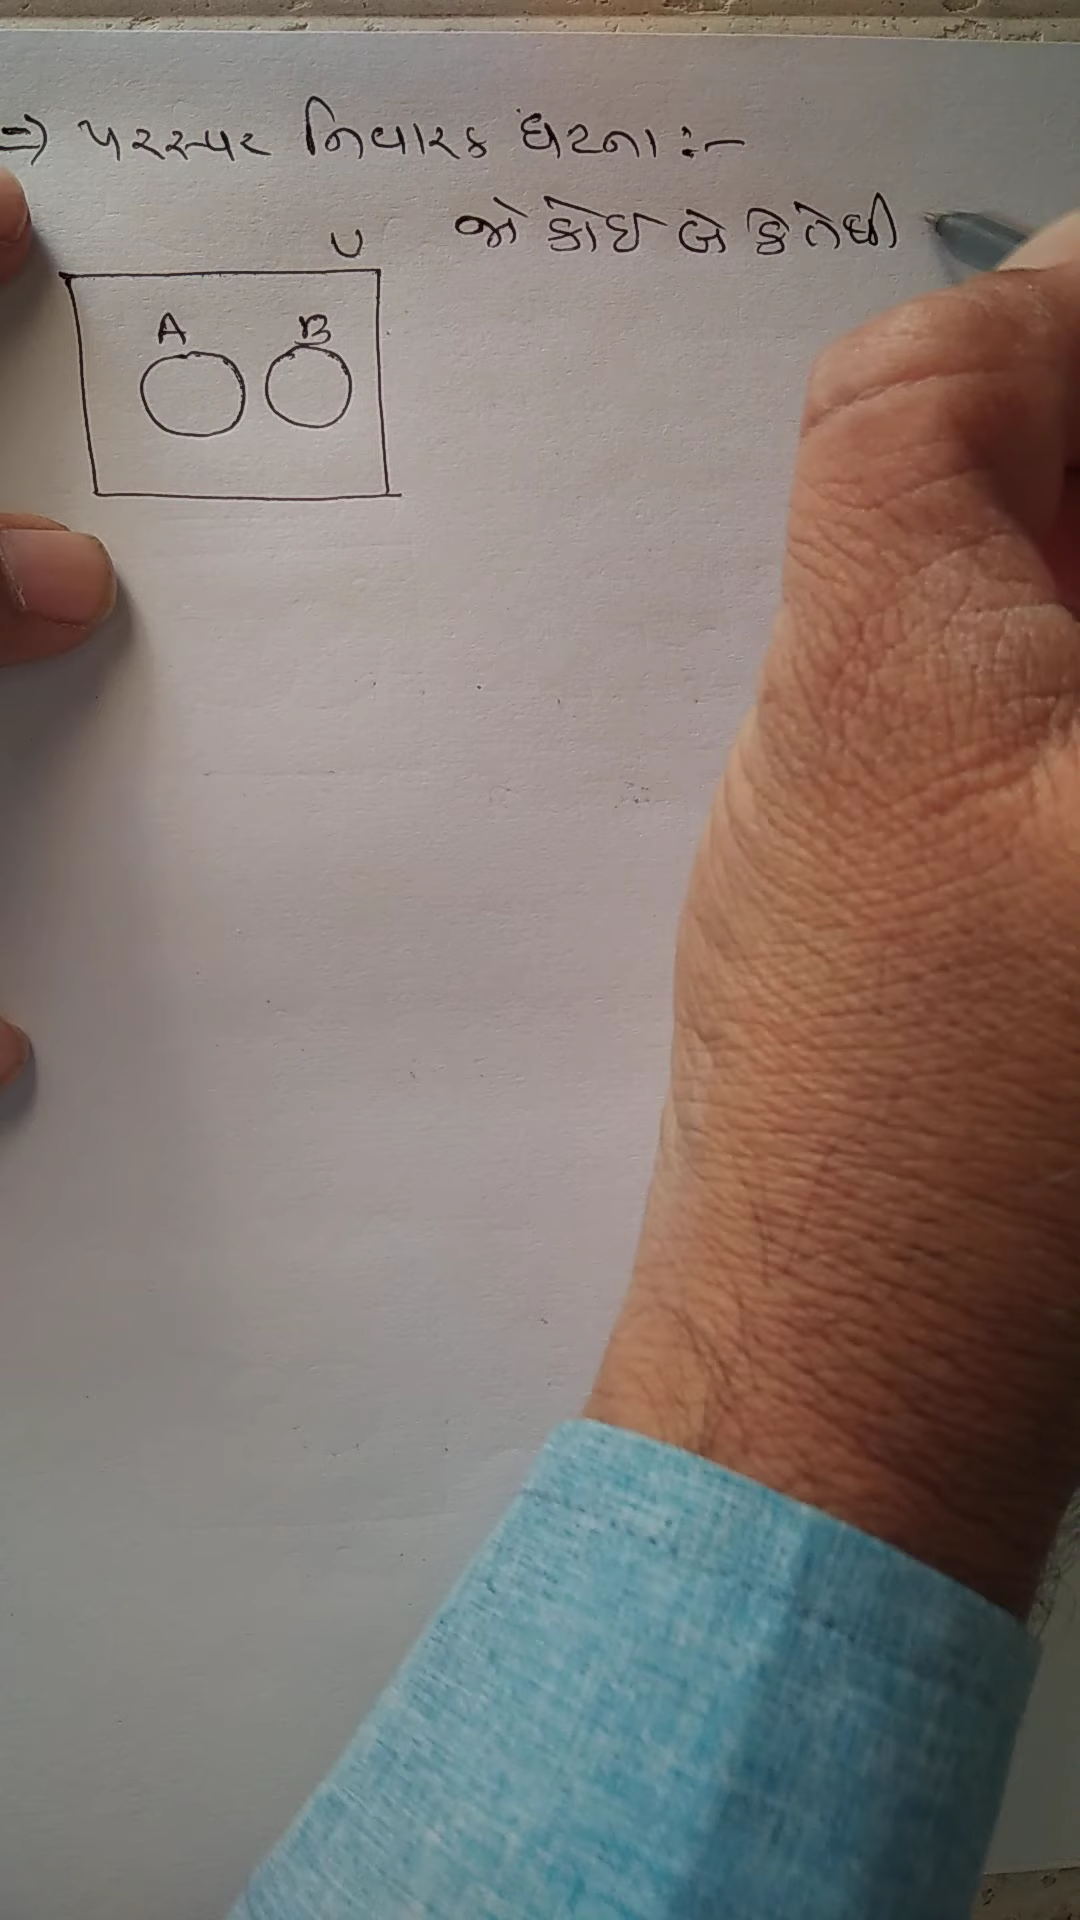 => પરસ્પર નિવારક ઘટના :-
જો કોઈ બે કે તેથી
U
A B